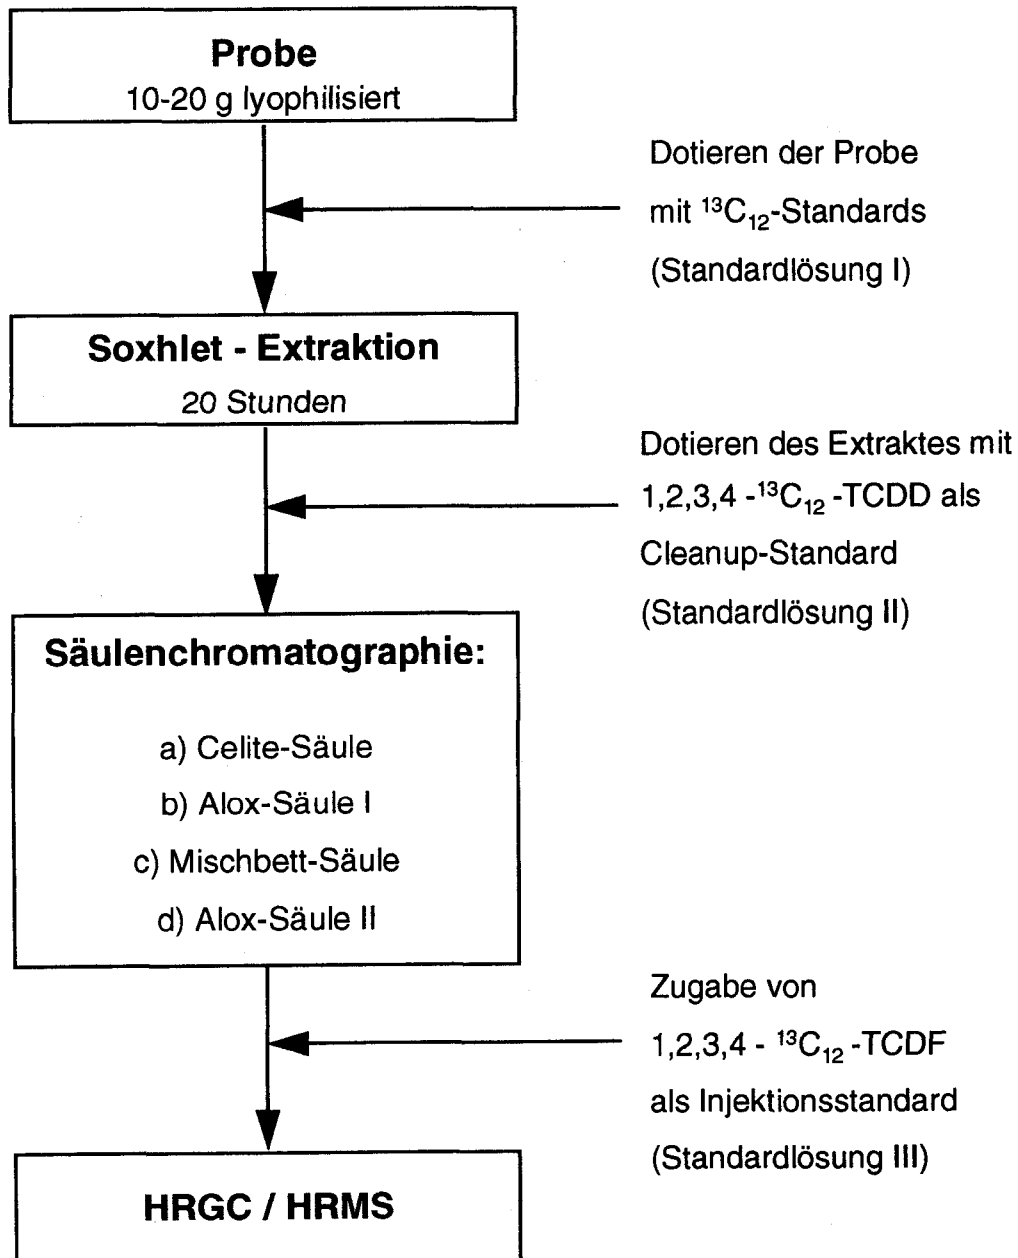 Probe
10-20 g lyophilisiert
Dotieren der Probe
mit ¹³C₁₂-Standards
(Standardlösung I)
Soxhlet - Extraktion
20 Stunden
Dotieren des Extraktes mit
1,2,3,4 -¹³C₁₂ -TCDD als
Cleanup-Standard
(Standardlösung II)
Säulenchromatographie:
a) Celite-Säule
b) Alox-Säule I
c) Mischbett-Säule
d) Alox-Säule II
Zugabe von
1,2,3,4 - ¹³C₁₂ -TCDF
als Injektionsstandard
(Standardlösung III)
HRGC / HRMS